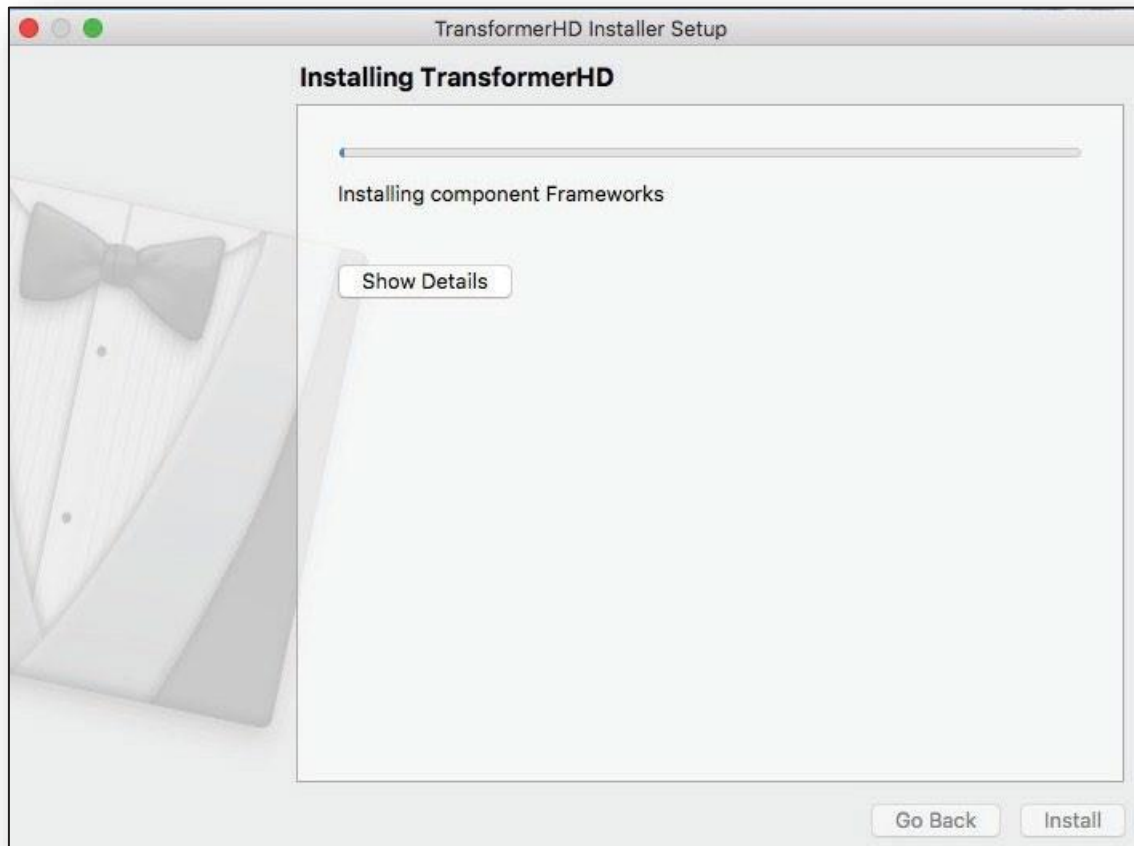 TransformerHD Installer Setup
Installing TransformerHD
Installing component Frameworks
Show Details
Go Back
Install